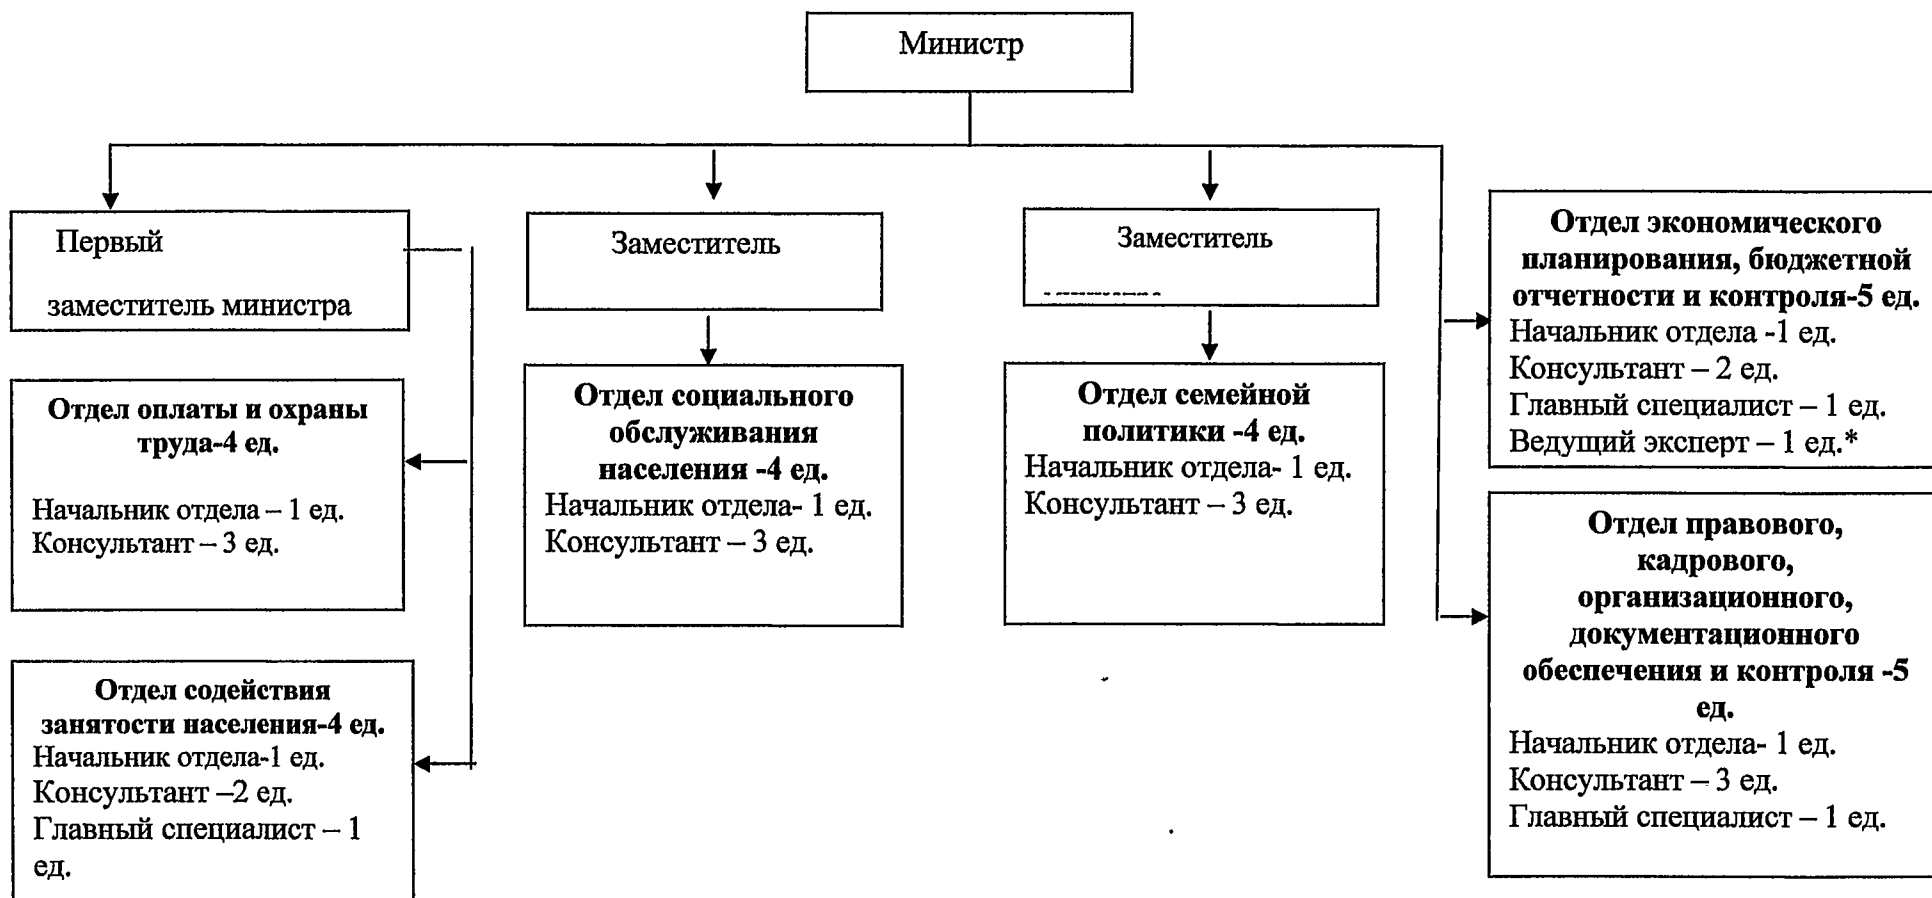 Министр
Первый
заместитель министра
Заместитель
Заместитель
Отдел экономического
планирования, бюджетной
отчетности и контроля-5 ед.
Начальник отдела -1 ед.
Консультант – 2 ед.
Главный специалист – 1 ед.
Ведущий эксперт – 1 ед.*
Отдел оплаты и охраны
труда-4 ед.
Начальник отдела – 1 ед.
Консультант – 3 ед.
Отдел социального
обслуживания
населения -4 ед.
Начальник отдела- 1 ед.
Консультант – 3 ед.
Отдел семейной
политики -4 ед.
Начальник отдела- 1 ед.
Консультант – 3 ед.
Отдел правового,
кадрового,
организационного,
документационного
обеспечения и контроля -5
ед.
Начальник отдела- 1 ед.
Консультант – 3 ед.
Главный специалист – 1 ед.
Отдел содействия
занятости населения-4 ед.
Начальник отдела-1 ед.
Консультант –2 ед.
Главный специалист – 1
ед.